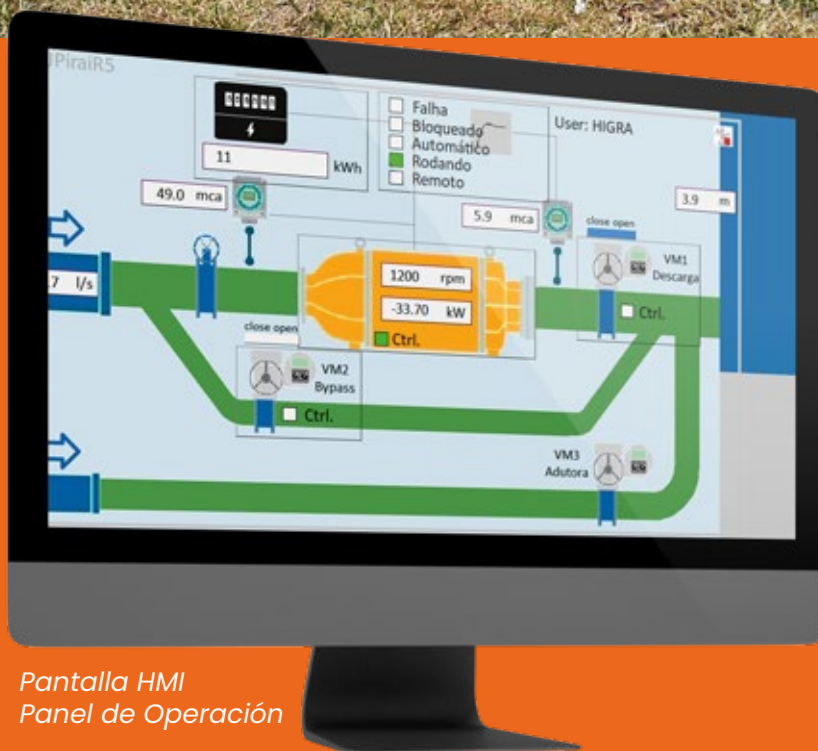 JPiraiR5
Falha
Bloqueado
Automático
Rodando
Remoto
User: HIGRA
11 kWh
49.0 mca
5.9 mca
3.9 m
close open
VM1
Descarga
Ctrl.
.7 l/s
1200 rpm
-33.70 kW
Ctrl.
close open
VM2
Bypass
Ctrl.
VM3
Adutora
Pantalla HMI
Panel de Operación